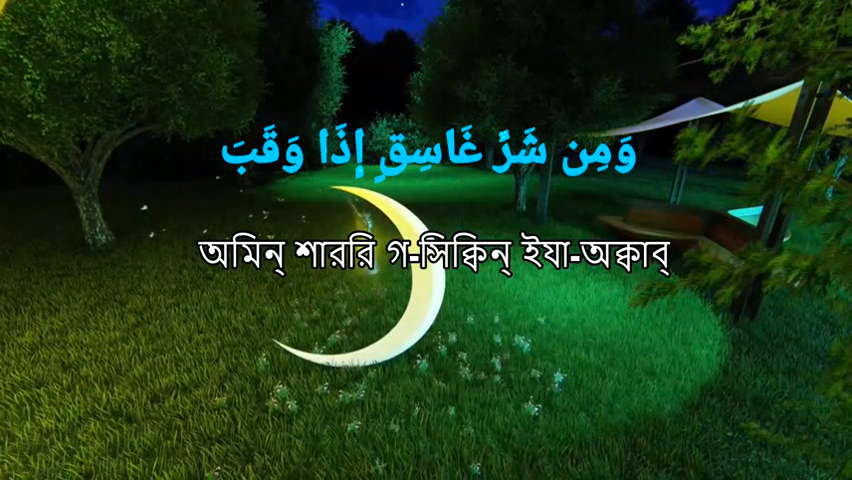 وَمِن شَرِّ غَاسِقٍ إِذَا وَقَبَ
অমিন্ শাররি গ-সিক্বিন্ ইযা-অক্বাব্